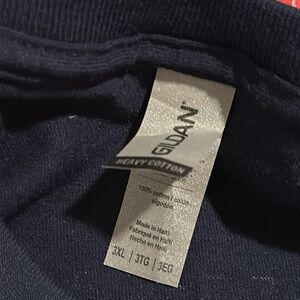 GILDAN
HEAVY COTTON
100% cotton / coton
algodón
Made in Haiti
Fabriqué en Haïti
Hecho en Haití
3XL | 3TG | 3EG